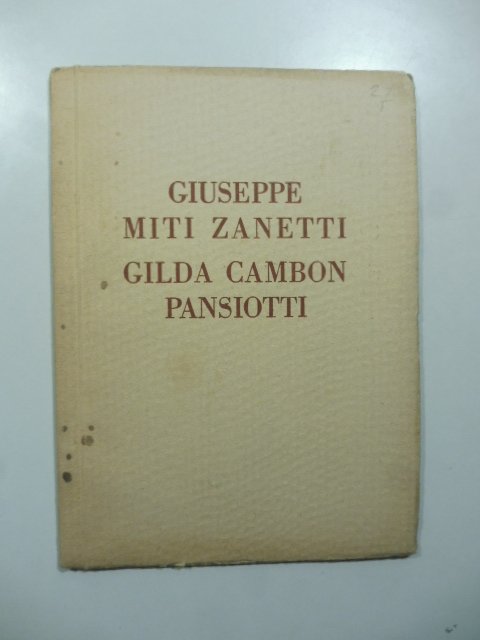 GIUSEPPE
MITI ZANETTI
GILDA CAMBON
PANSIOTTI